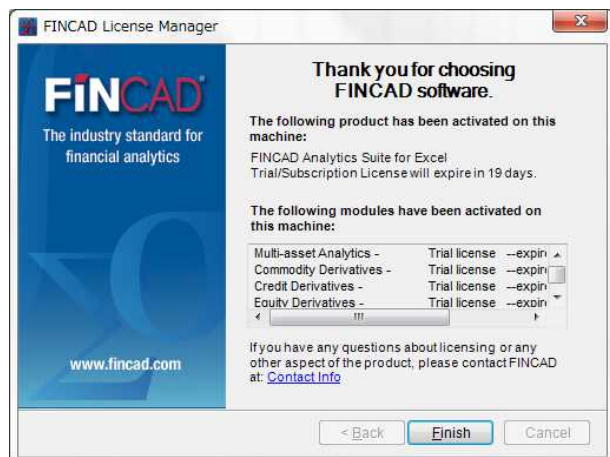 FINCAD License Manager
FINCAD®
The industry standard for
financial analytics
www.fincad.com
Thank you for choosing
FINCAD software.
The following product has been activated on this
machine:
FINCAD Analytics Suite for Excel
Trial/Subscription License will expire in 19 days.
The following modules have been activated on
this machine:
Multi-asset Analytics - Trial license --expir
Commodity Derivatives - Trial license --expir
Credit Derivatives - Trial license --expir
Equity Derivatives - Trial license --expir
If you have any questions about licensing or any
other aspect of the product, please contact FINCAD
at: Contact Info
< Back Finish Cancel